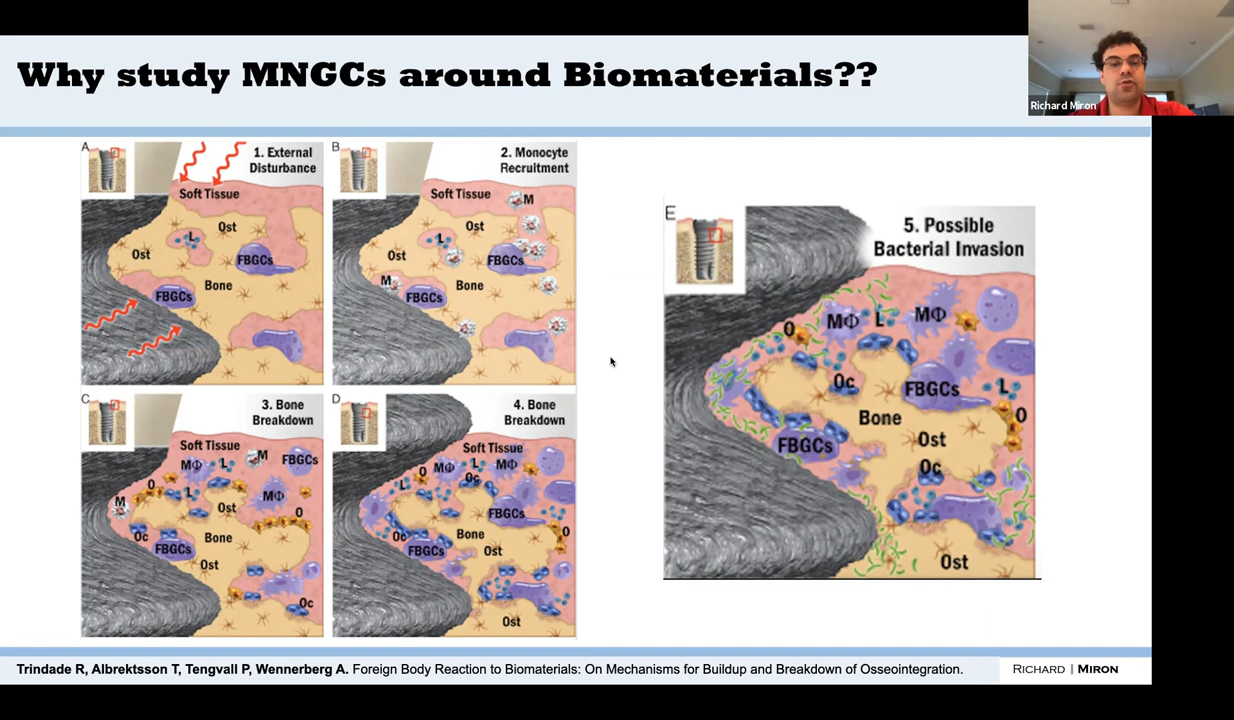 Why study MNGCs around Biomaterials??
Richard Miron
A
1. External
Disturbance
Soft Tissue
Ost
L
Ost
FBGCs
Bone
FBGCs
B
2. Monocyte
Recruitment
Soft Tissue
M
Ost
L
Ost
FBGCs
M
Bone
FBGCs
C
3. Bone
Breakdown
Soft Tissue
MΦ
L
M
FBGCs
O
L
MΦ
M
Ost
O
Oc
Bone
FBGCs
Ost
Oc
D
4. Bone
Breakdown
Soft Tissue
O
MΦ
L
MΦ
Oc
L
FBGCs
Oc
Bone
O
FBGCs
Ost
Ost
E
5. Possible
Bacterial Invasion
O
MΦ
L
MΦ
Oc
FBGCs
L
Bone
O
FBGCs
Ost
Oc
Ost
Trindade R, Albrektsson T, Tengvall P, Wennerberg A. Foreign Body Reaction to Biomaterials: On Mechanisms for Buildup and Breakdown of Osseointegration.
RICHARD | MIRON